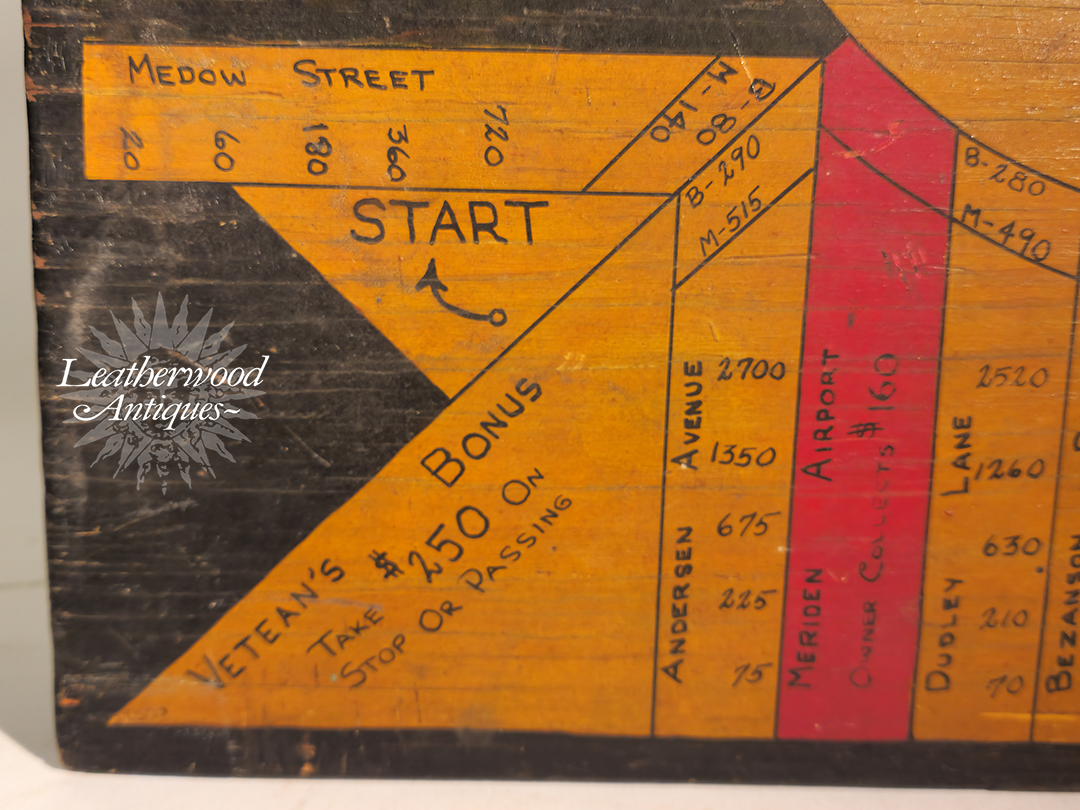 MEDOW STREET
20 60 180 360 720
M-140
B-80
START
B-290
M-515
VETEAN'S BONUS
TAKE $250 ON
STOP OR PASSING
ANDERSEN AVENUE
2700
1350
675
225
75
MERIDEN AIRPORT
OWNER COLLECTS $160
B-280
M-490
DUDLEY LANE
2520
1260
630
210
70
BEZANSON
Leatherwood
Antiques~